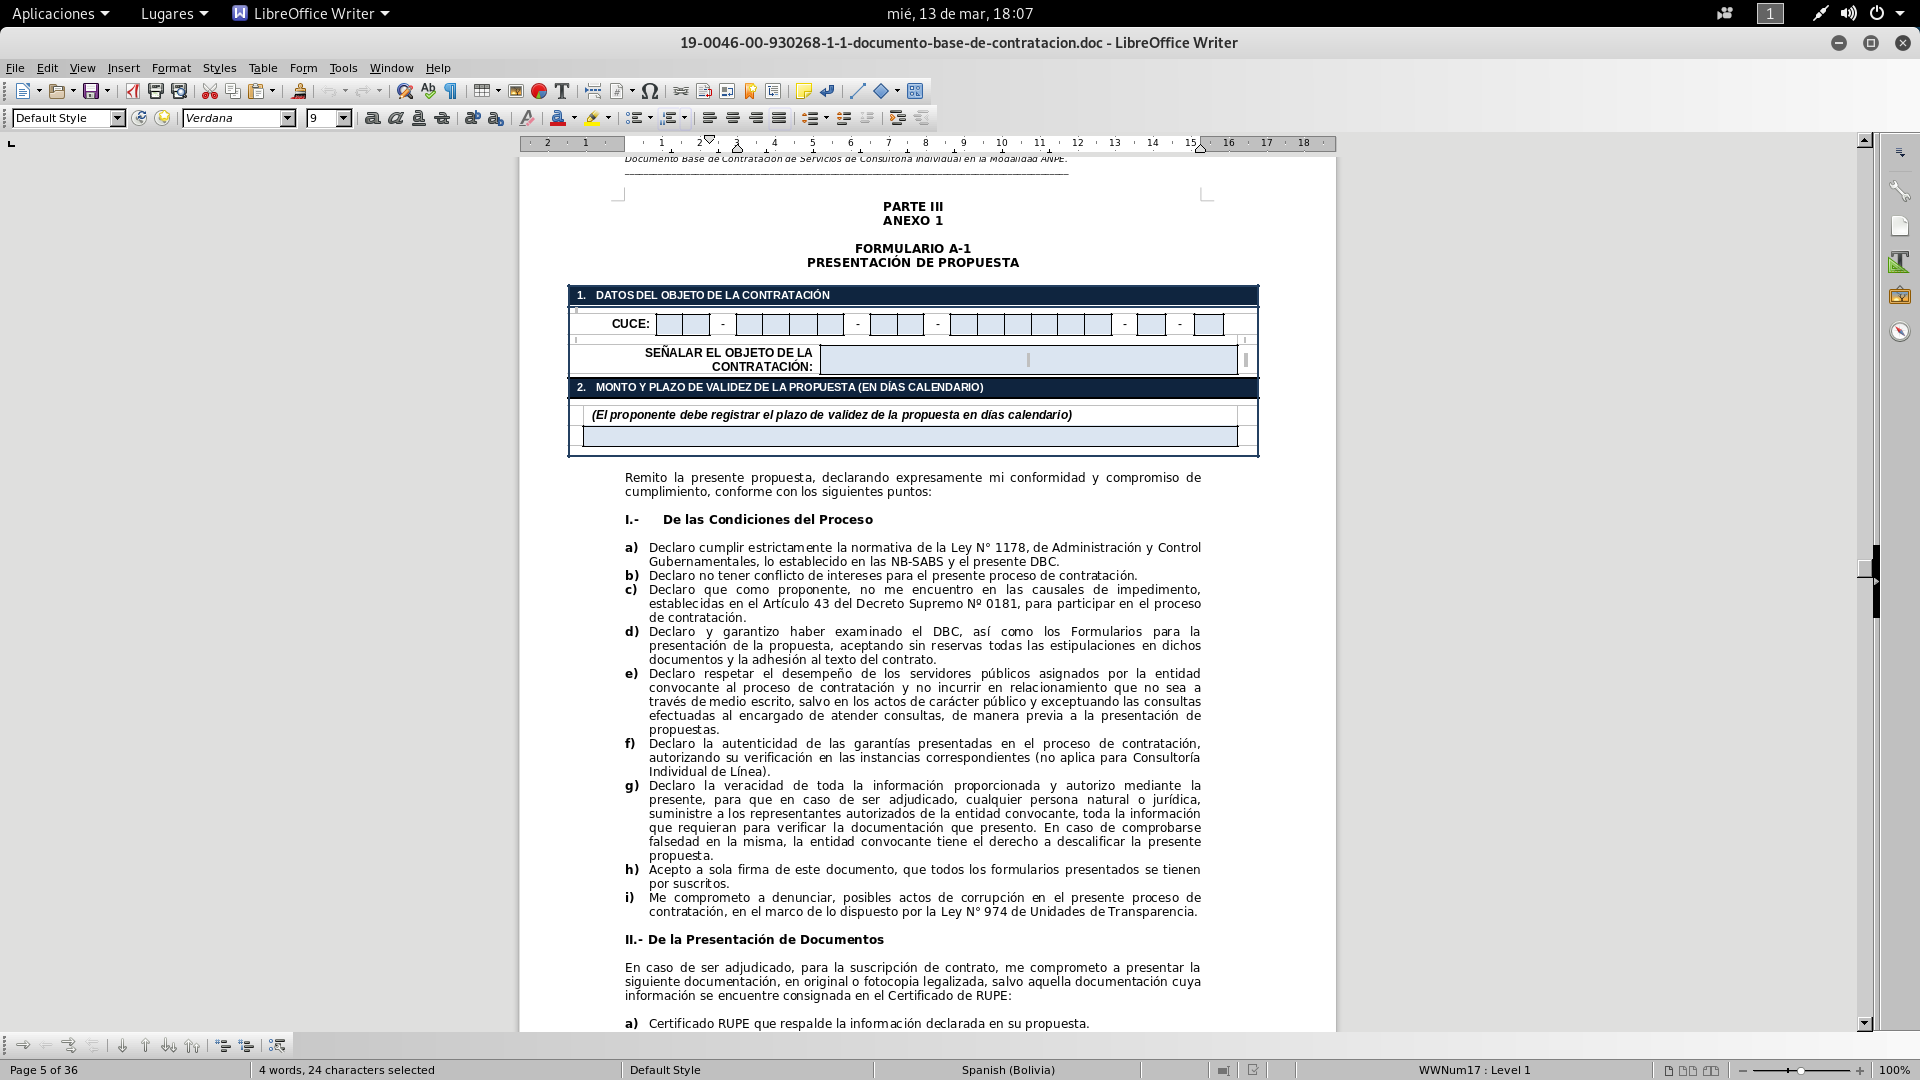 Aplicaciones Lugares LibreOffice Writer mié, 13 de mar, 18:07 1
19-0046-00-930268-1-1-documento-base-de-contratacion.doc - LibreOffice Writer
File Edit View Insert Format Styles Table Form Tools Window Help
Default Style Verdana 9
2 1 1 2 3 4 5 6 7 8 9 10 11 12 13 14 15 16 17 18
Documento Base de Contratación de Servicios de Consultoría Individual en la Modalidad ANPE.
PARTE III
ANEXO 1
FORMULARIO A-1
PRESENTACIÓN DE PROPUESTA
1. DATOS DEL OBJETO DE LA CONTRATACIÓN
CUCE: - - - - -
SEÑALAR EL OBJETO DE LA
CONTRATACIÓN:
2. MONTO Y PLAZO DE VALIDEZ DE LA PROPUESTA (EN DÍAS CALENDARIO)
(El proponente debe registrar el plazo de validez de la propuesta en días calendario)
Remito la presente propuesta, declarando expresamente mi conformidad y compromiso de
cumplimiento, conforme con los siguientes puntos:
I.- De las Condiciones del Proceso
a) Declaro cumplir estrictamente la normativa de la Ley N° 1178, de Administración y Control
Gubernamentales, lo establecido en las NB-SABS y el presente DBC.
b) Declaro no tener conflicto de intereses para el presente proceso de contratación.
c) Declaro que como proponente, no me encuentro en las causales de impedimento,
establecidas en el Artículo 43 del Decreto Supremo Nº 0181, para participar en el proceso
de contratación.
d) Declaro y garantizo haber examinado el DBC, así como los Formularios para la
presentación de la propuesta, aceptando sin reservas todas las estipulaciones en dichos
documentos y la adhesión al texto del contrato.
e) Declaro respetar el desempeño de los servidores públicos asignados por la entidad
convocante al proceso de contratación y no incurrir en relacionamiento que no sea a
través de medio escrito, salvo en los actos de carácter público y exceptuando las consultas
efectuadas al encargado de atender consultas, de manera previa a la presentación de
propuestas.
f) Declaro la autenticidad de las garantías presentadas en el proceso de contratación,
autorizando su verificación en las instancias correspondientes (no aplica para Consultoría
Individual de Línea).
g) Declaro la veracidad de toda la información proporcionada y autorizo mediante la
presente, para que en caso de ser adjudicado, cualquier persona natural o jurídica,
suministre a los representantes autorizados de la entidad convocante, toda la información
que requieran para verificar la documentación que presento. En caso de comprobarse
falsedad en la misma, la entidad convocante tiene el derecho a descalificar la presente
propuesta.
h) Acepto a sola firma de este documento, que todos los formularios presentados se tienen
por suscritos.
i) Me comprometo a denunciar, posibles actos de corrupción en el presente proceso de
contratación, en el marco de lo dispuesto por la Ley N° 974 de Unidades de Transparencia.
II.- De la Presentación de Documentos
En caso de ser adjudicado, para la suscripción de contrato, me comprometo a presentar la
siguiente documentación, en original o fotocopia legalizada, salvo aquella documentación cuya
información se encuentre consignada en el Certificado de RUPE:
a) Certificado RUPE que respalde la información declarada en su propuesta.
Page 5 of 36 4 words, 24 characters selected Default Style Spanish (Bolivia) WWNum17 : Level 1 100%